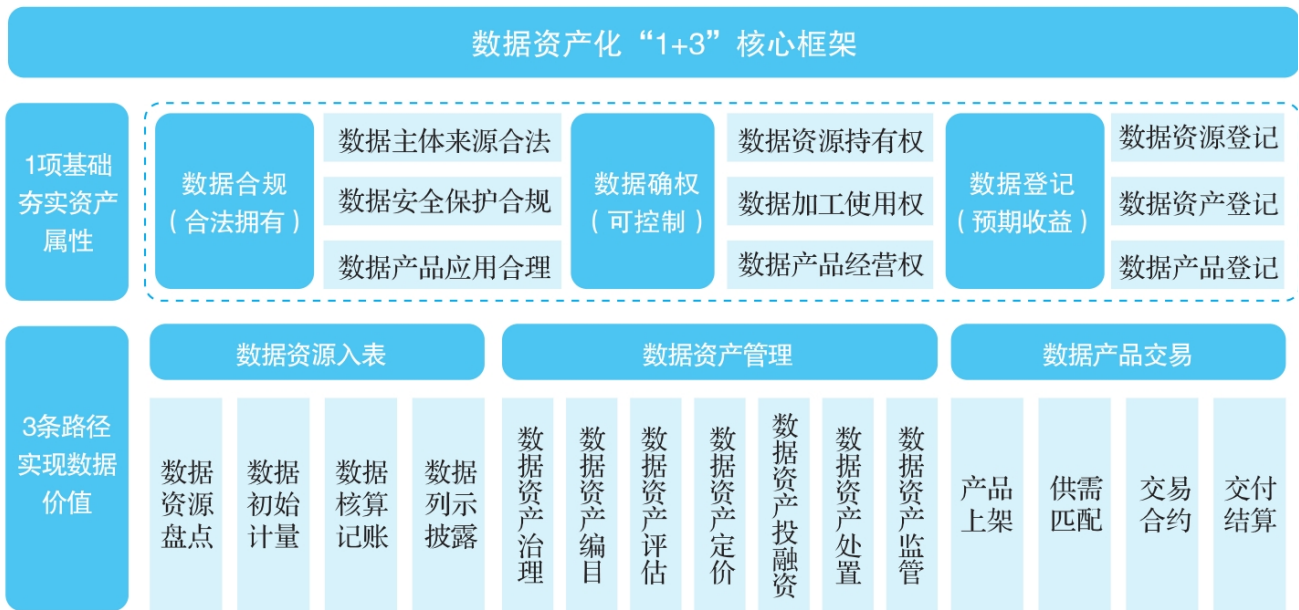 数据资产化“1+3”核心框架
1项基础
夯实资产
属性
数据合规
（合法拥有）
数据主体来源合法
数据安全保护合规
数据产品应用合理
数据确权
（可控制）
数据资源持有权
数据加工使用权
数据产品经营权
数据登记
（预期收益）
数据资源登记
数据资产登记
数据产品登记
3条路径
实现数据
价值
数据资源入表
数据
资源
盘点
数据
初始
计量
数据
核算
记账
数据
列示
披露
数据资产管理
数据资产治理
数据资产编目
数据资产评估
数据资产定价
数据资产投融资
数据资产处置
数据资产监管
数据产品交易
产品
上架
供需
匹配
交易
合约
交付
结算